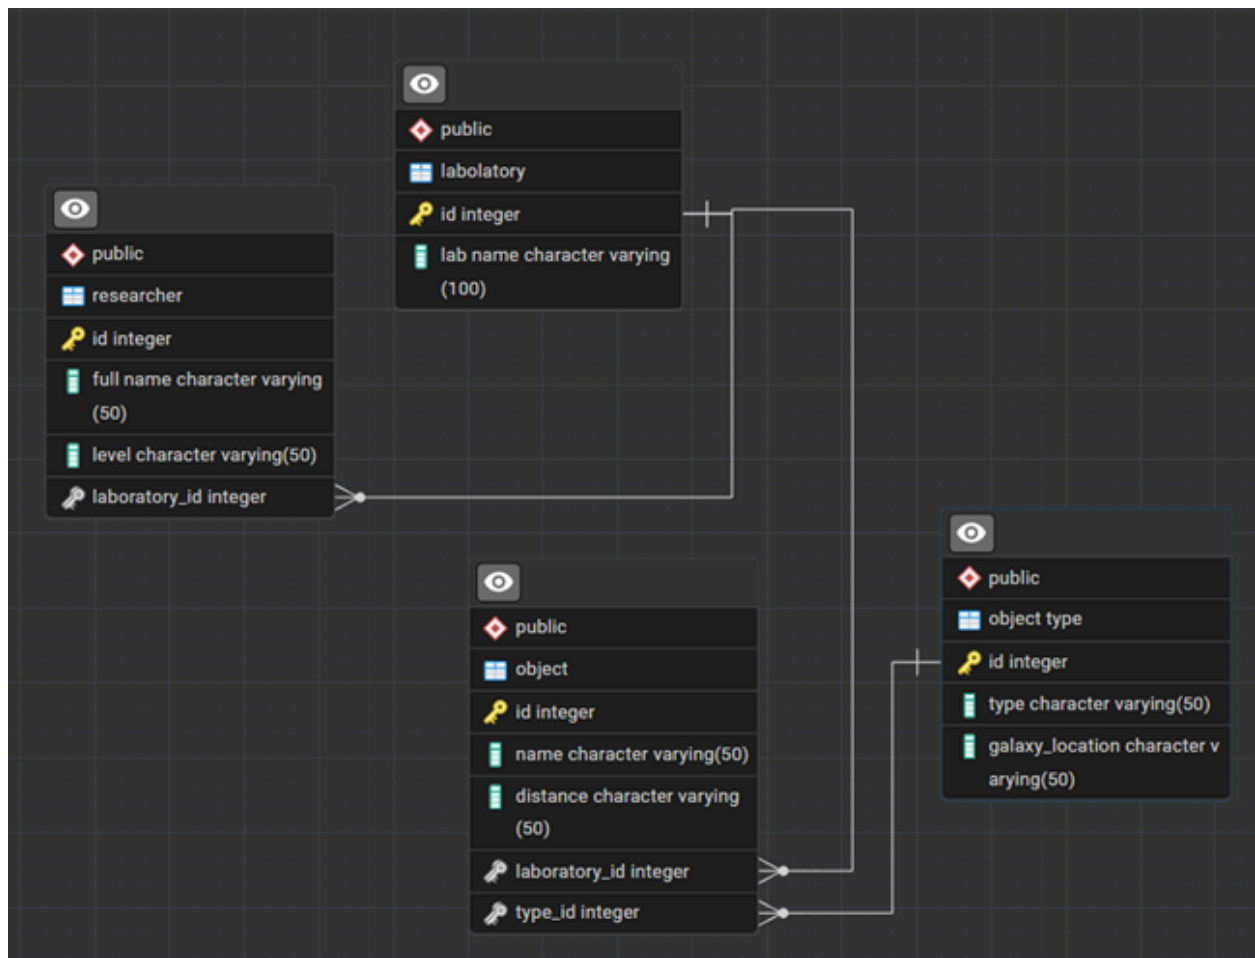 public
labolatory
id integer
lab name character varying
(100)
public
researcher
id integer
full name character varying
(50)
level character varying(50)
laboratory_id integer
public
object
id integer
name character varying(50)
distance character varying
(50)
laboratory_id integer
type_id integer
public
object type
id integer
type character varying(50)
galaxy_location character v
arying(50)